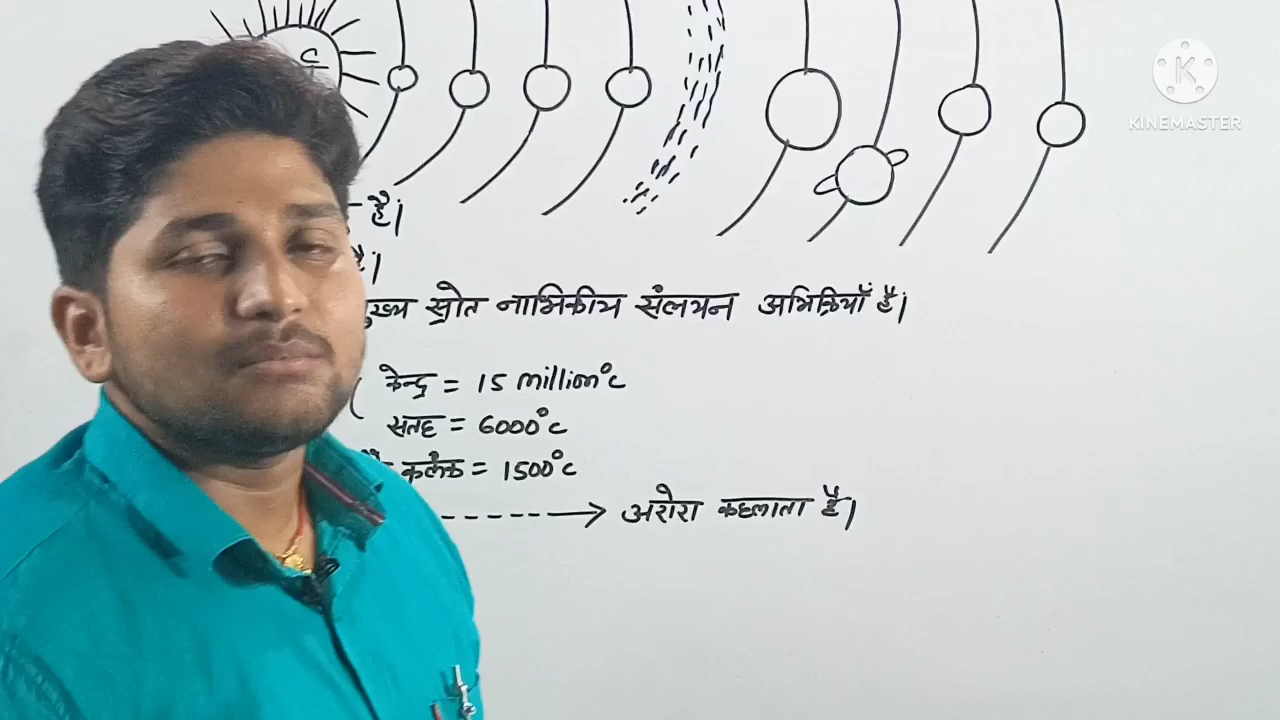 C
K
KINEMASTER
है।
है।
मुख्य स्रोत नाभिकीय संलयन अभिक्रियाँ है।
( केन्द्र = 15 million°C
सतह = 6000°C
कलंक = 1500°C
-----→ अरोरा कहलाता है।